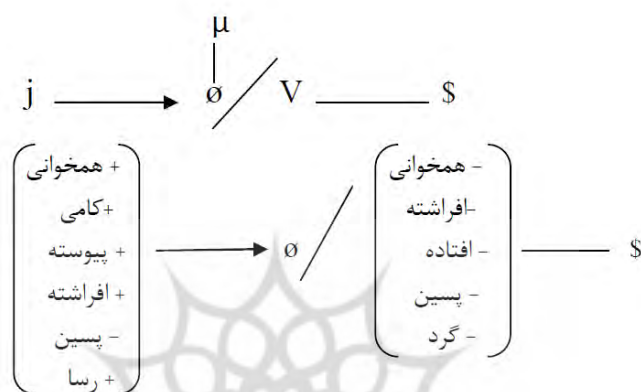 μ
j → ø / V — $
+ همخوانی
+کامی
+ پیوسته
+ افراشته
- پسین
+ رسا
→ ø /
- همخوانی
-افراشته
- افتاده
- پسین
- گرد
— $